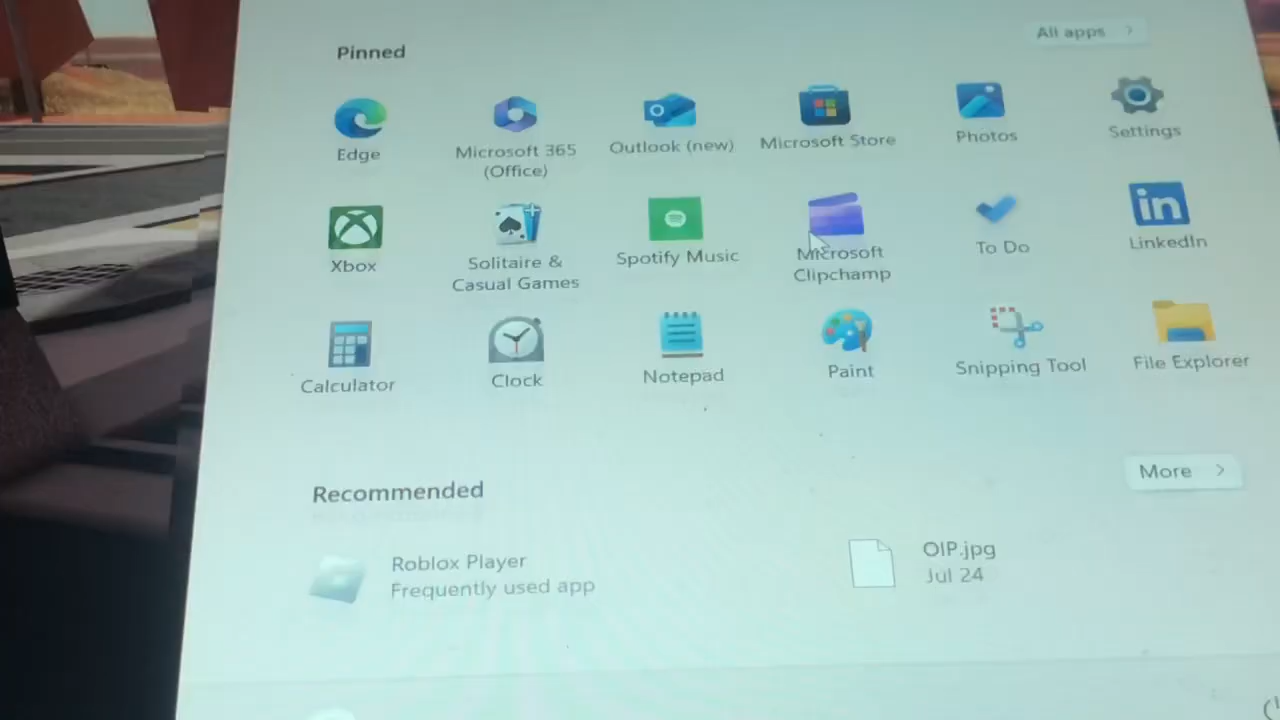 Pinned
All apps
Edge
Microsoft 365
(Office)
Outlook (new)
Microsoft Store
Photos
Settings
Xbox
Solitaire &
Casual Games
Spotify Music
Microsoft
Clipchamp
To Do
LinkedIn
Calculator
Clock
Notepad
Paint
Snipping Tool
File Explorer
Recommended
More
Roblox Player
Frequently used app
OIP.jpg
Jul 24